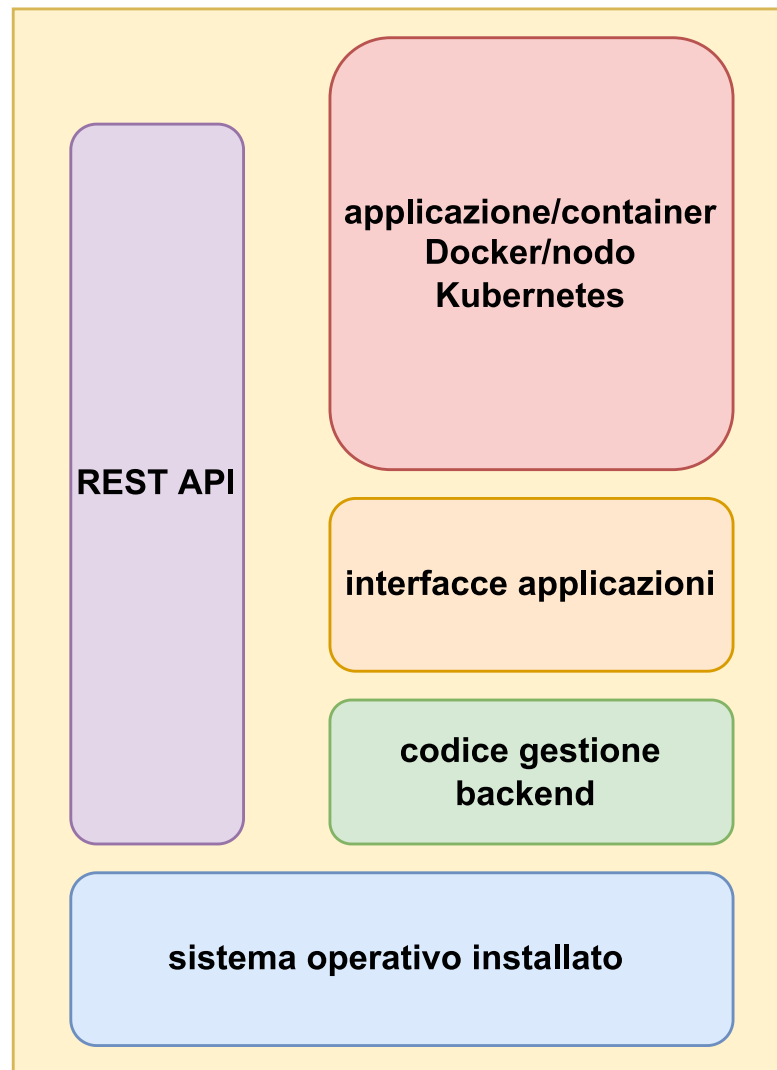 applicazione/container
Docker/nodo
Kubernetes
REST API
interfacce applicazioni
codice gestione
backend
sistema operativo installato